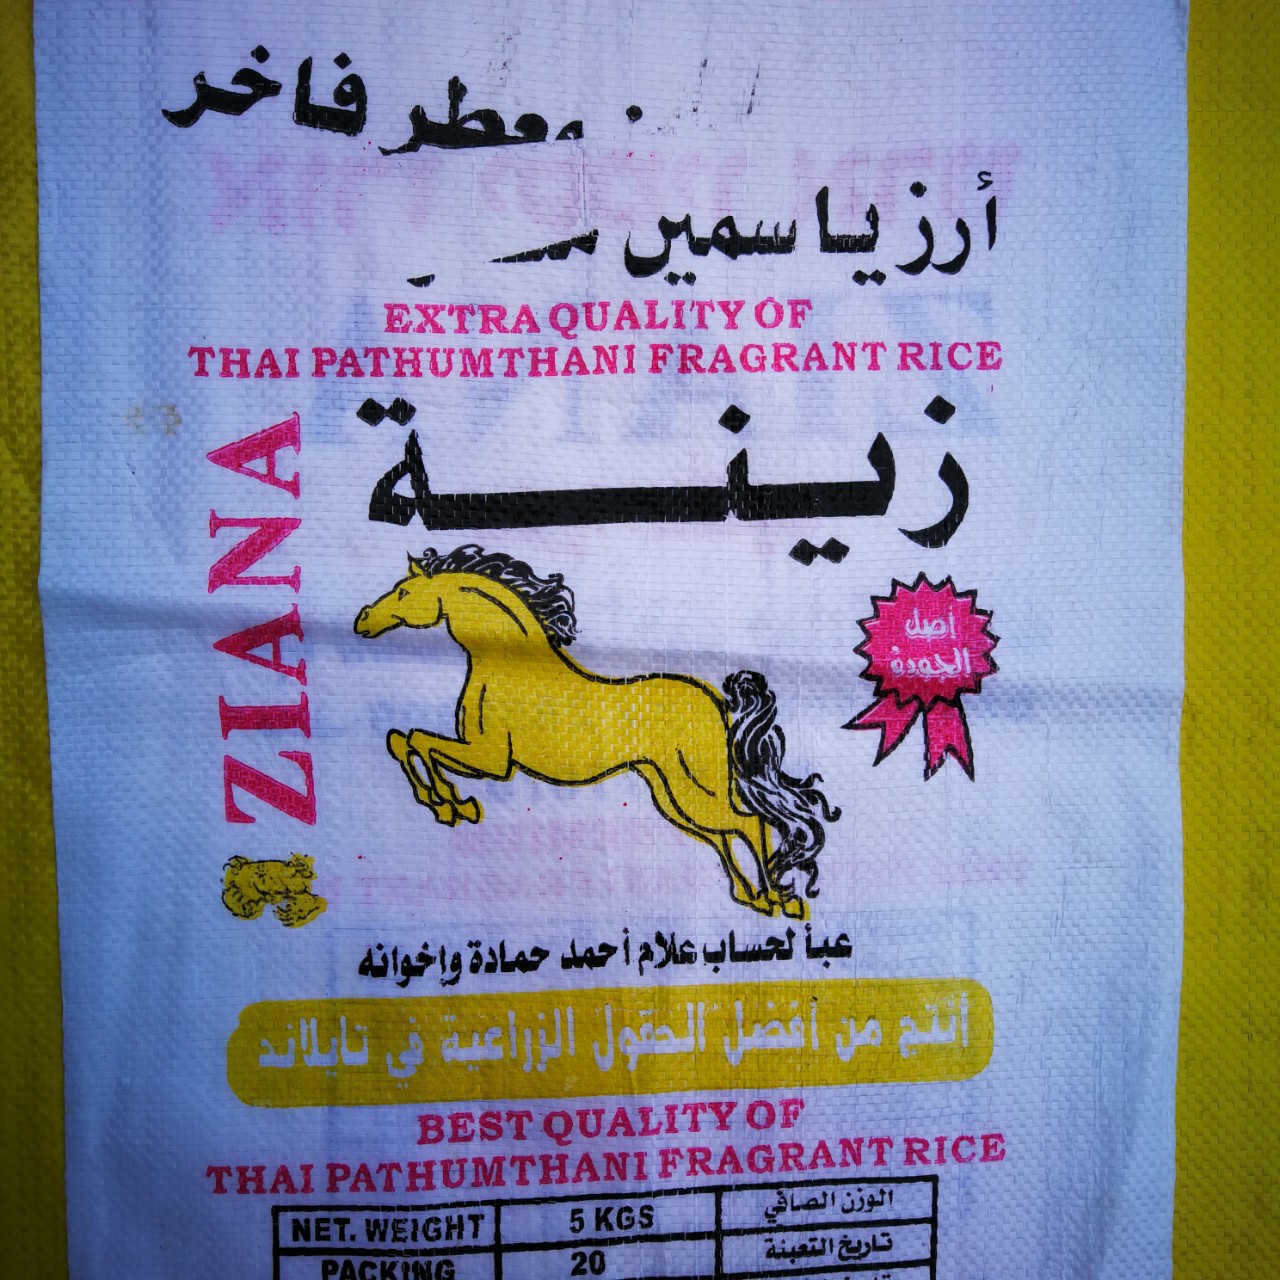 معطر فاخر
أرز ياسمين
EXTRA QUALITY OF
THAI PATHUMTHANI FRAGRANT RICE
زينة
ZIANA
أصل
الجودة
عبأ لحساب علام أحمد حمادة وإخوانه
أنتج من أفضل الحقول الزراعية في تايلاند
BEST QUALITY OF
THAI PATHUMTHANI FRAGRANT RICE
NET. WEIGHT 5 KGS الوزن الصافي
PACKING 20 تاريخ التعبئة